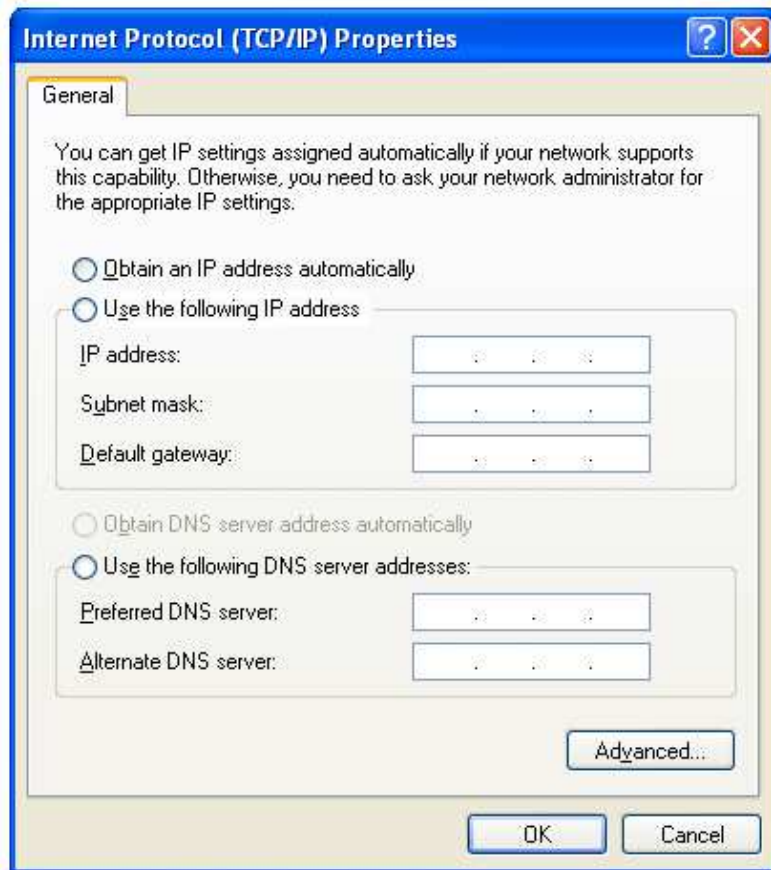 Internet Protocol (TCP/IP) Properties
General
You can get IP settings assigned automatically if your network supports
this capability. Otherwise, you need to ask your network administrator for
the appropriate IP settings.
Obtain an IP address automatically
Use the following IP address
IP address:
Subnet mask:
Default gateway:
Obtain DNS server address automatically
Use the following DNS server addresses:
Preferred DNS server:
Alternate DNS server:
Advanced...
OK
Cancel